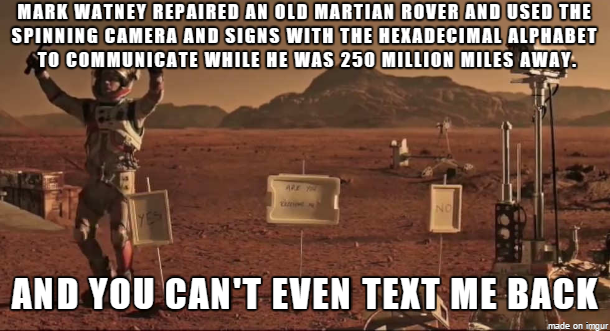 MARK WATNEY REPAIRED AN OLD MARTIAN ROVER AND USED THE
SPINNING CAMERA AND SIGNS WITH THE HEXADECIMAL ALPHABET
TO COMMUNICATE WHILE HE WAS 250 MILLION MILES AWAY.
YES
ARE YOU
NO
AND YOU CAN'T EVEN TEXT ME BACK
made on imgur